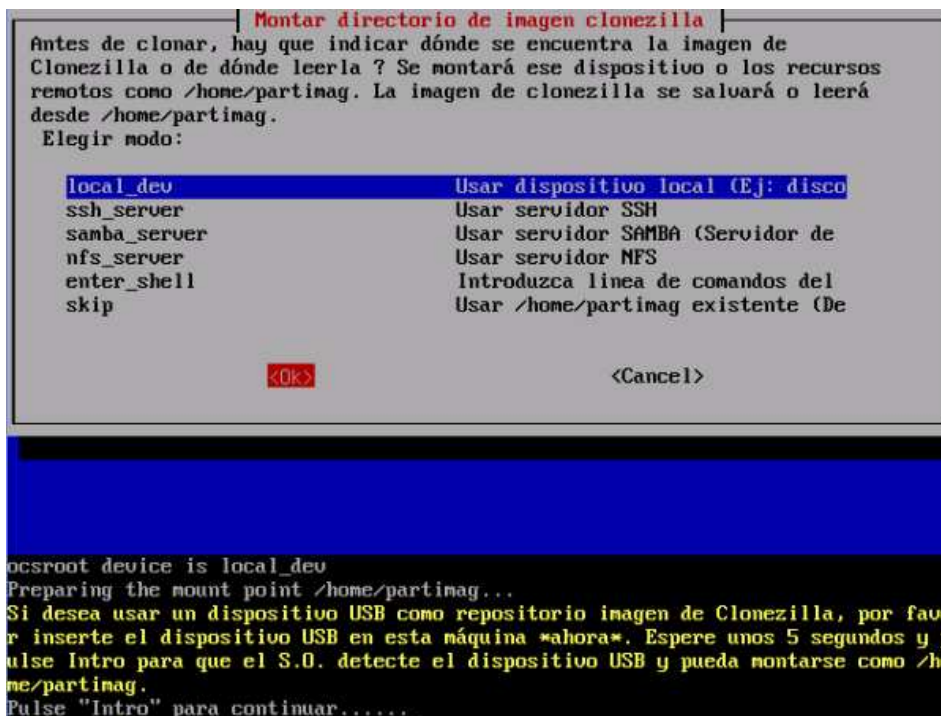 Montar directorio de imagen clonezilla
Antes de clonar, hay que indicar dónde se encuentra la imagen de
Clonezilla o de dónde leerla ? Se montará ese dispositivo o los recursos
remotos como /home/partimag. La imagen de clonezilla se salvará o leerá
desde /home/partimag.
Elegir modo:
local_dev Usar dispositivo local (Ej: disco
ssh_server Usar servidor SSH
samba_server Usar servidor SAMBA (Servidor de
nfs_server Usar servidor NFS
enter_shell Introduzca linea de comandos del
skip Usar /home/partimag existente (De
<Ok> <Cancel>
ocsroot device is local_dev
Preparing the mount point /home/partimag...
Si desea usar un dispositivo USB como repositorio imagen de Clonezilla, por fav
r inserte el dispositivo USB en esta máquina *ahora*. Espere unos 5 segundos y
ulse Intro para que el S.O. detecte el dispositivo USB y pueda montarse como /h
me/partimag.
Pulse "Intro" para continuar......